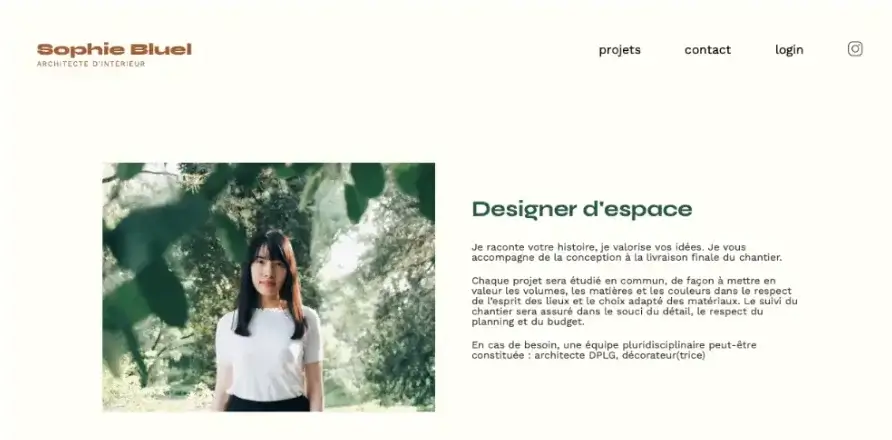 Sophie Bluel
ARCHITECTE D'INTÉRIEUR
projets
contact
login
Designer d'espace
Je raconte votre histoire, je valorise vos idées. Je vous
accompagne de la conception à la livraison finale du chantier.
Chaque projet sera étudié en commun, de façon à mettre en
valeur les volumes, les matières et les couleurs dans le respect
de l'esprit des lieux et le choix adapté des matériaux. Le suivi du
chantier sera assuré dans le souci du détail, le respect du
planning et du budget.
En cas de besoin, une équipe pluridisciplinaire peut-être
constituée : architecte DPLG, décorateur(trice)